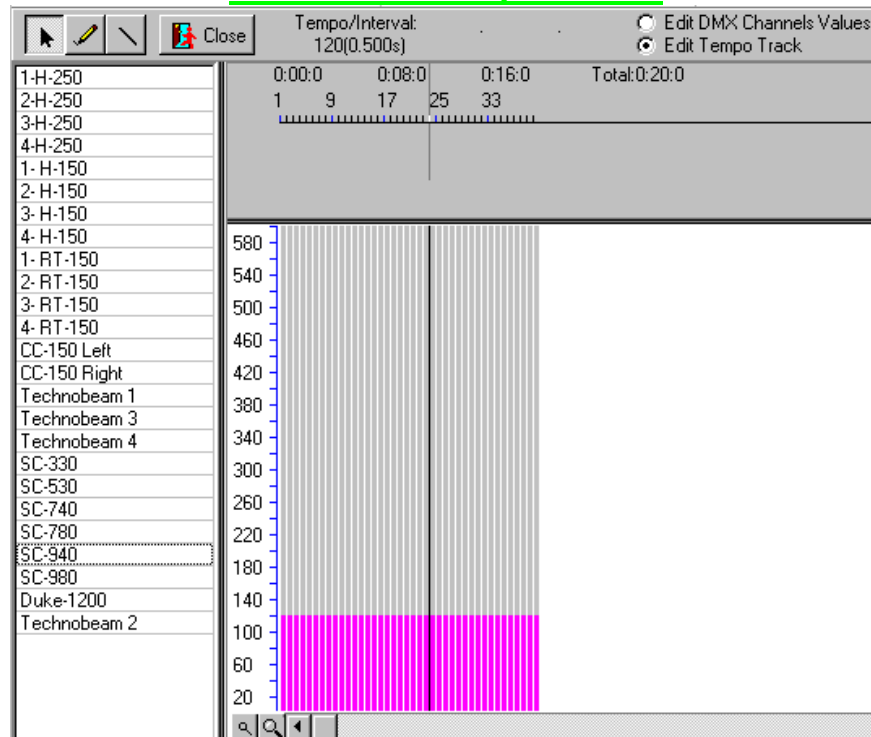 Close
Tempo/Interval:
120(0.500s)
Edit DMX Channels Values
Edit Tempo Track
1-H-250
2-H-250
3-H-250
4-H-250
1- H-150
2- H-150
3- H-150
4- H-150
1- RT-150
2- RT-150
3- RT-150
4- RT-150
CC-150 Left
CC-150 Right
Technobeam 1
Technobeam 3
Technobeam 4
SC-330
SC-530
SC-740
SC-780
SC-940
SC-980
Duke-1200
Technobeam 2
0:00:0 0:08:0 0:16:0 Total:0:20:0
1 9 17 25 33
580
540
500
460
420
380
340
300
260
220
180
140
100
60
20